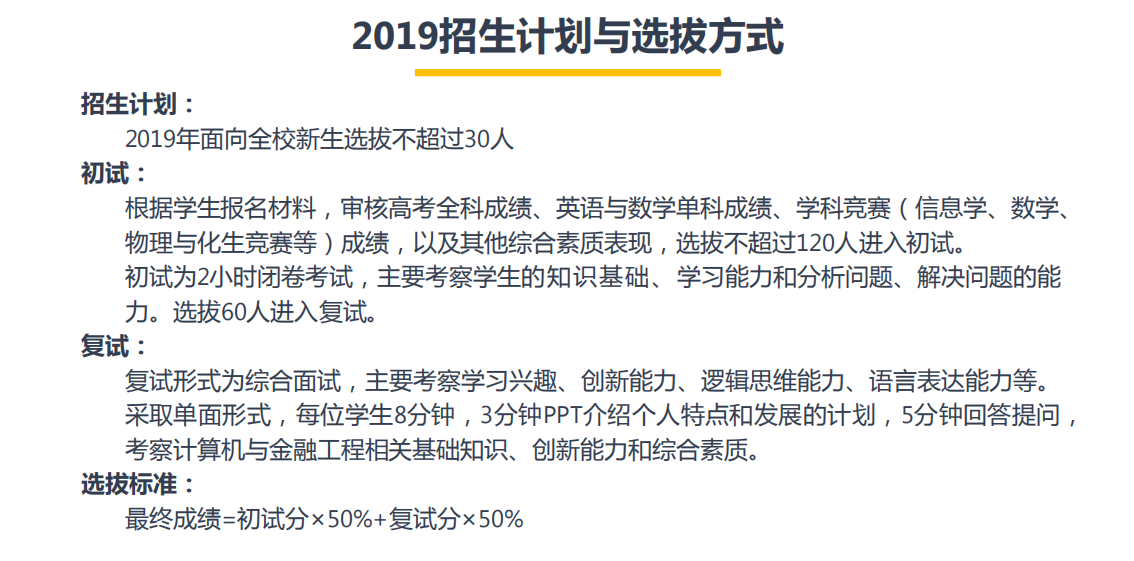 2019招生计划与选拔方式
招生计划：
2019年面向全校新生选拔不超过30人
初试：
根据学生报名材料，审核高考全科成绩、英语与数学单科成绩、学科竞赛（信息学、数学、
物理与化生竞赛等）成绩，以及其他综合素质表现，选拔不超过120人进入初试。
初试为2小时闭卷考试，主要考察学生的知识基础、学习能力和分析问题、解决问题的能
力。选拔60人进入复试。
复试：
复试形式为综合面试，主要考察学习兴趣、创新能力、逻辑思维能力、语言表达能力等。
采取单面形式，每位学生8分钟，3分钟PPT介绍个人特点和发展的计划，5分钟回答提问，
考察计算机与金融工程相关基础知识、创新能力和综合素质。
选拔标准：
最终成绩=初试分×50%+复试分×50%